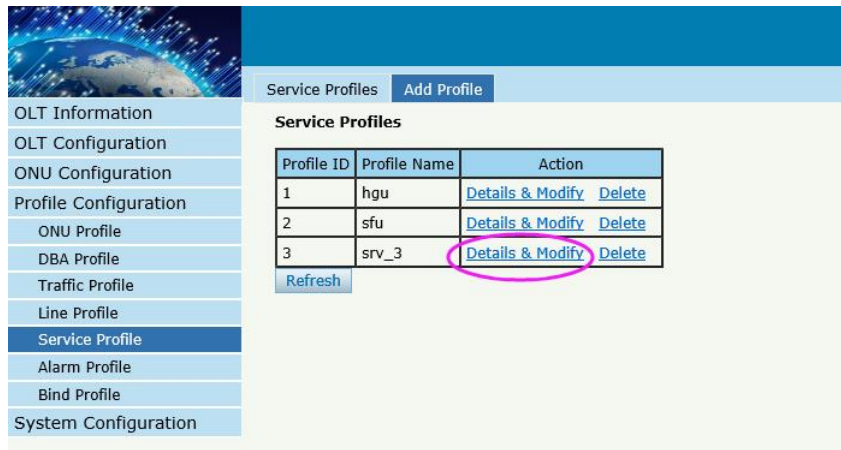 Service Profiles Add Profile
OLT Information
OLT Configuration
ONU Configuration
Profile Configuration
ONU Profile
DBA Profile
Traffic Profile
Line Profile
Service Profile
Alarm Profile
Bind Profile
System Configuration
Service Profiles
Profile ID Profile Name Action
1 hgu Details & Modify Delete
2 sfu Details & Modify Delete
3 srv_3 Details & Modify Delete
Refresh